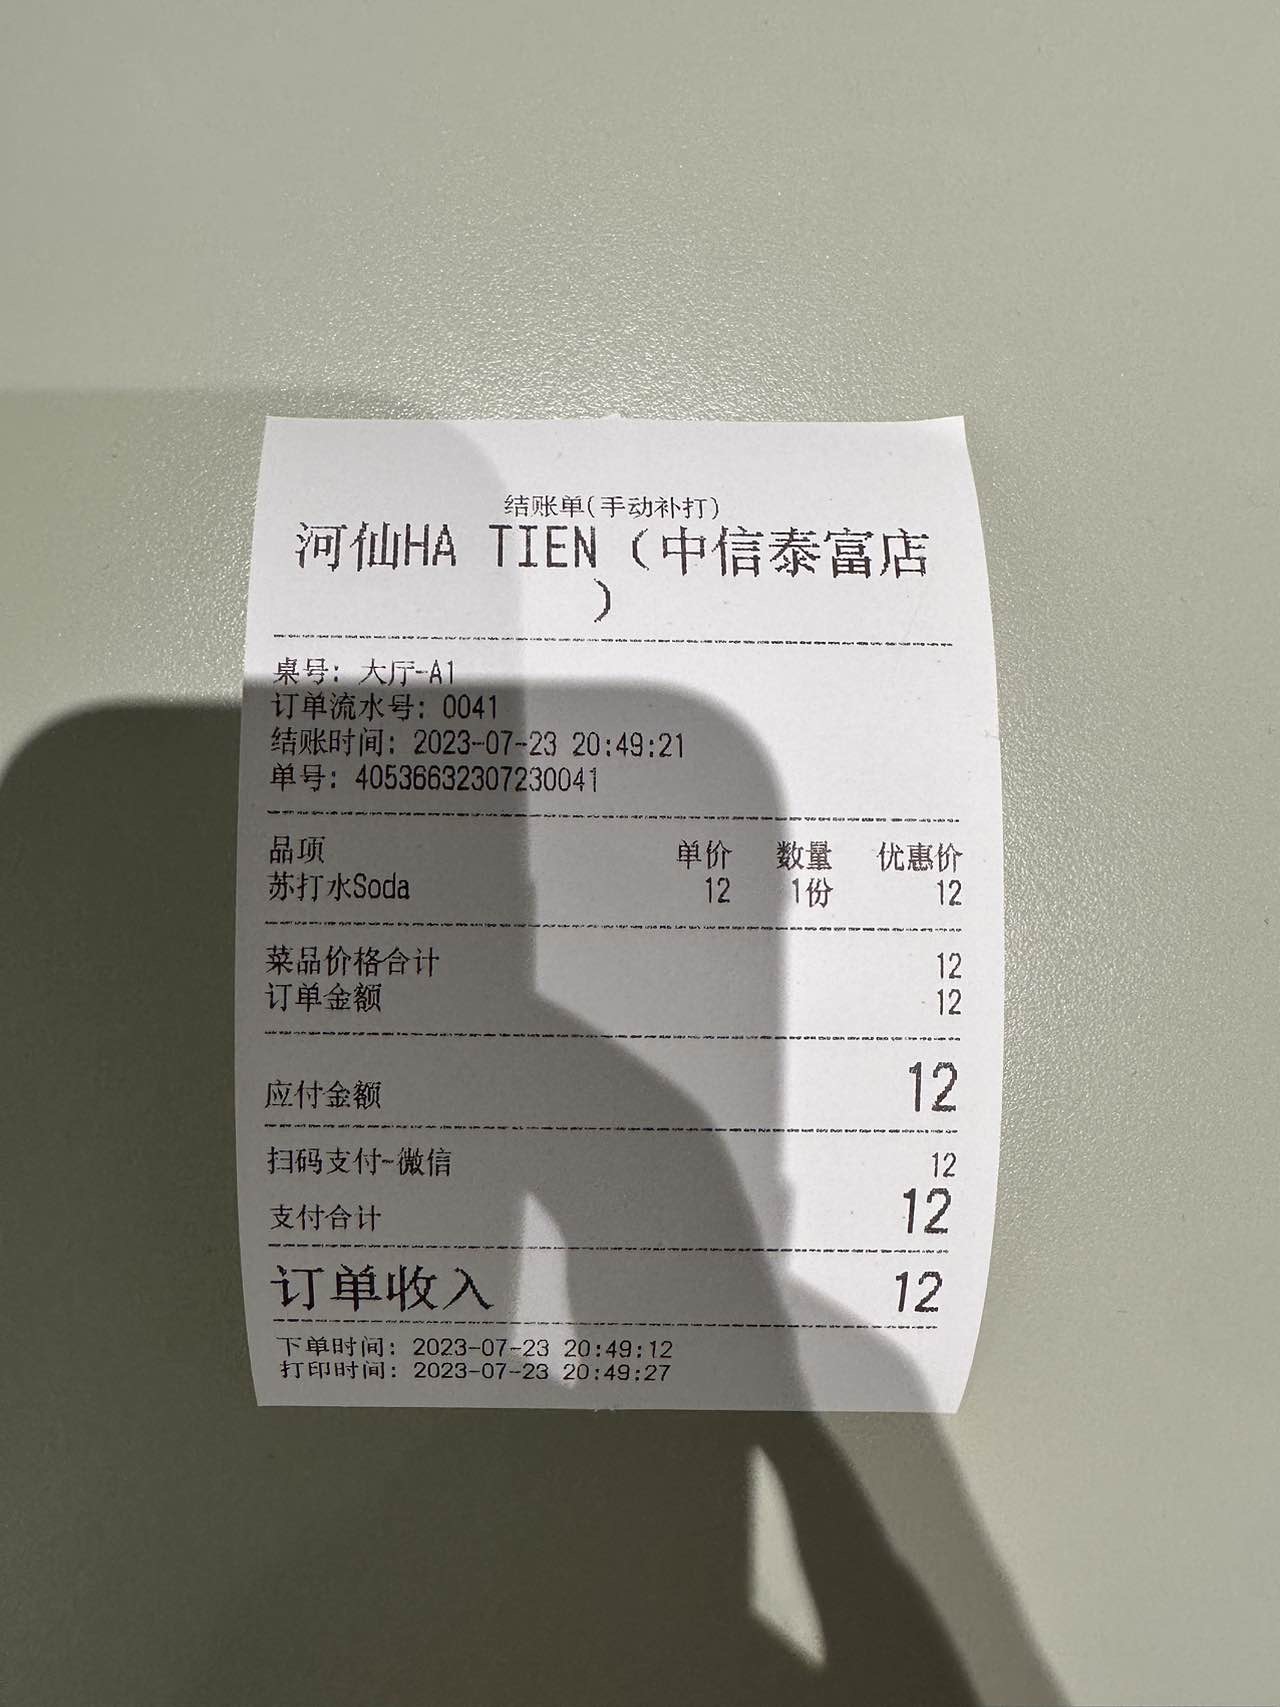 结账单(手动补打)
河仙HA TIEN（中信泰富店
）
桌号: 大厅-A1
订单流水号: 0041
结账时间: 2023-07-23 20:49:21
单号: 40536632307230041
品项 单价 数量 优惠价
苏打水Soda 12 1份 12
菜品价格合计 12
订单金额 12
应付金额 12
扫码支付-微信 12
支付合计 12
订单收入 12
下单时间: 2023-07-23 20:49:12
打印时间: 2023-07-23 20:49:27